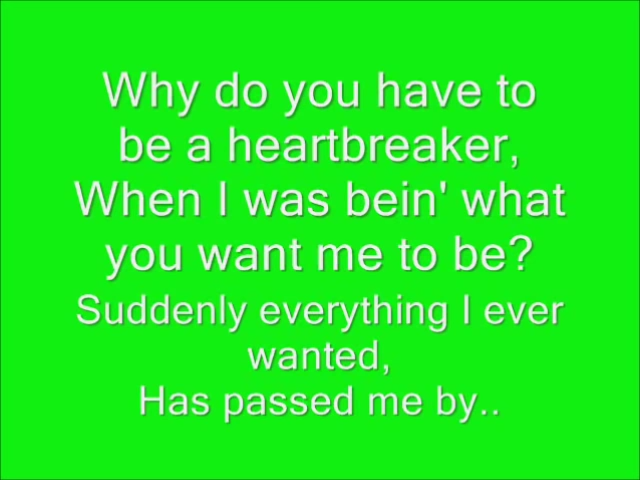 Why do you have to
be a heartbreaker,
When I was bein' what
you want me to be?
Suddenly everything I ever
wanted,
Has passed me by..